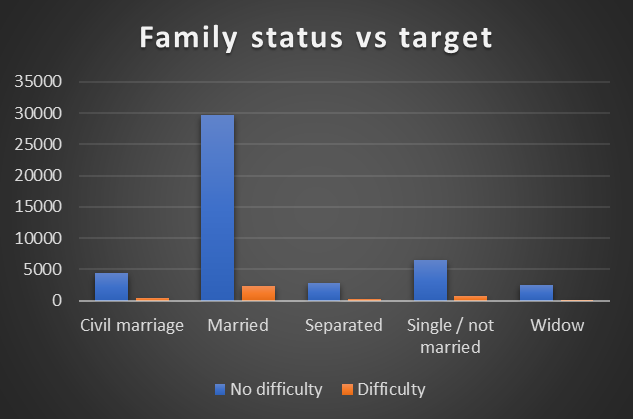 Family status vs target
35000
30000
25000
20000
15000
10000
5000
0
Civil marriage
Married
Separated
Single / not
married
Widow
No difficulty
Difficulty